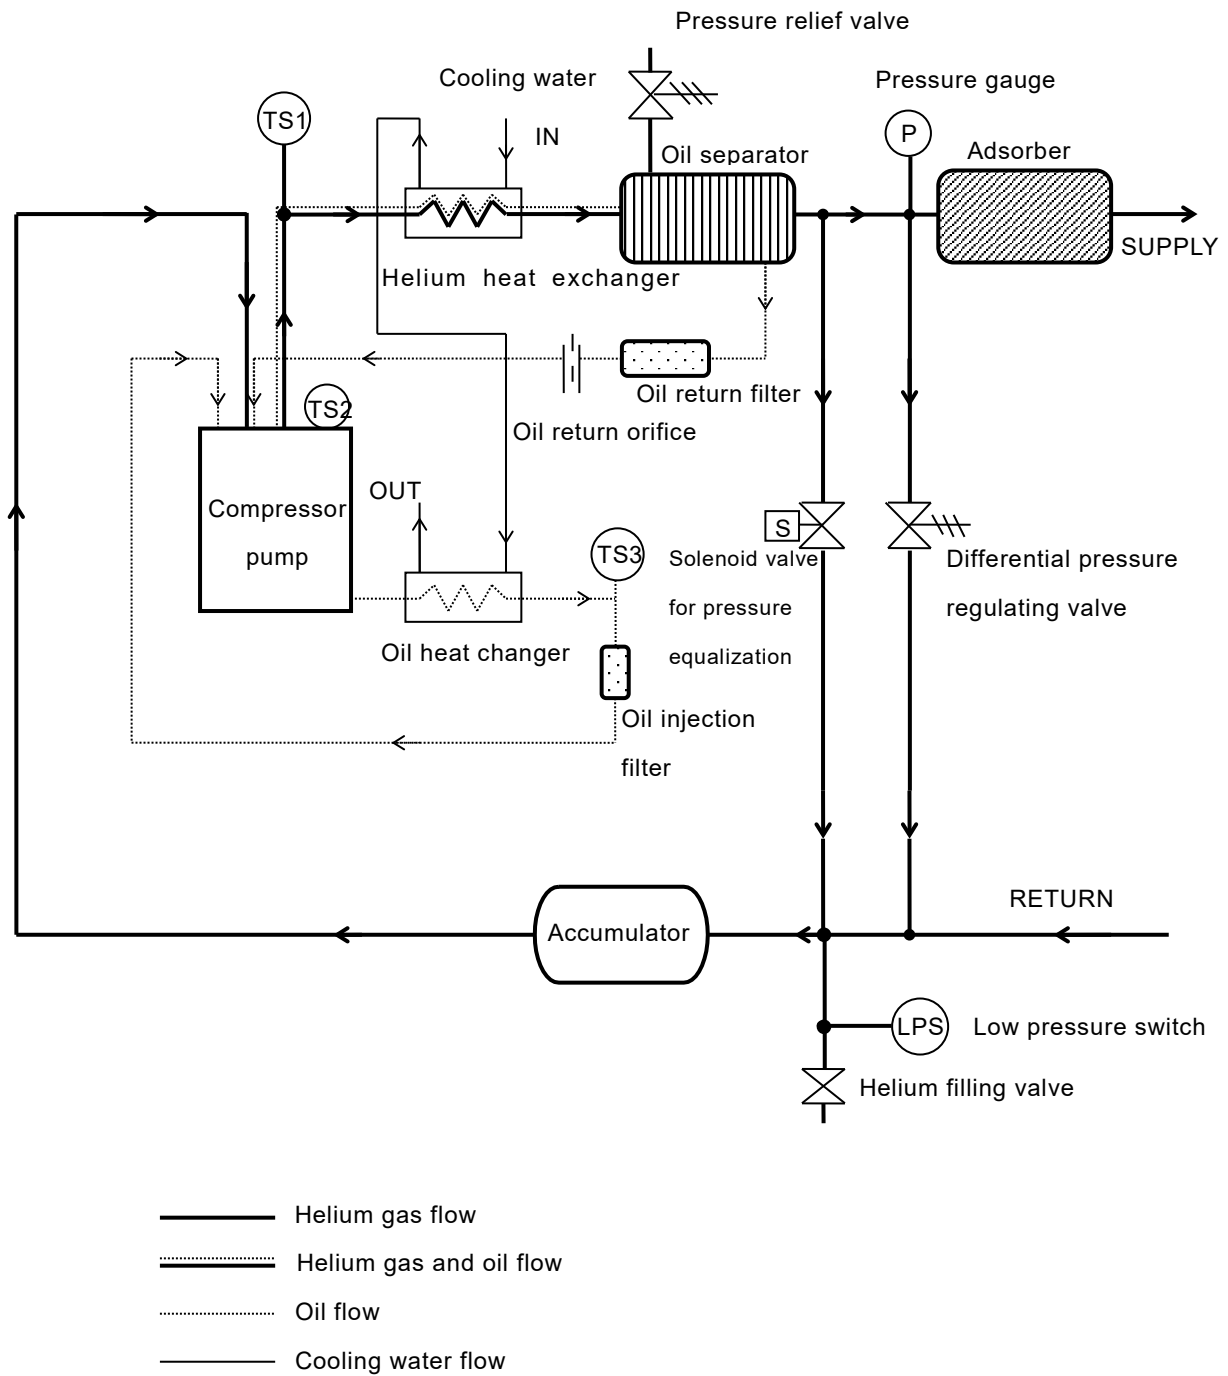 Pressure relief valve
Cooling water
Pressure gauge
TS1
IN
P
Oil separator
Adsorber
SUPPLY
Helium heat exchanger
Oil return filter
TS2
Oil return orifice
OUT
Compressor
pump
S
TS3
Solenoid valve
for pressure
equalization
Differential pressure
regulating valve
Oil heat changer
Oil injection
filter
RETURN
Accumulator
LPS
Low pressure switch
Helium filling valve
Helium gas flow
Helium gas and oil flow
Oil flow
Cooling water flow